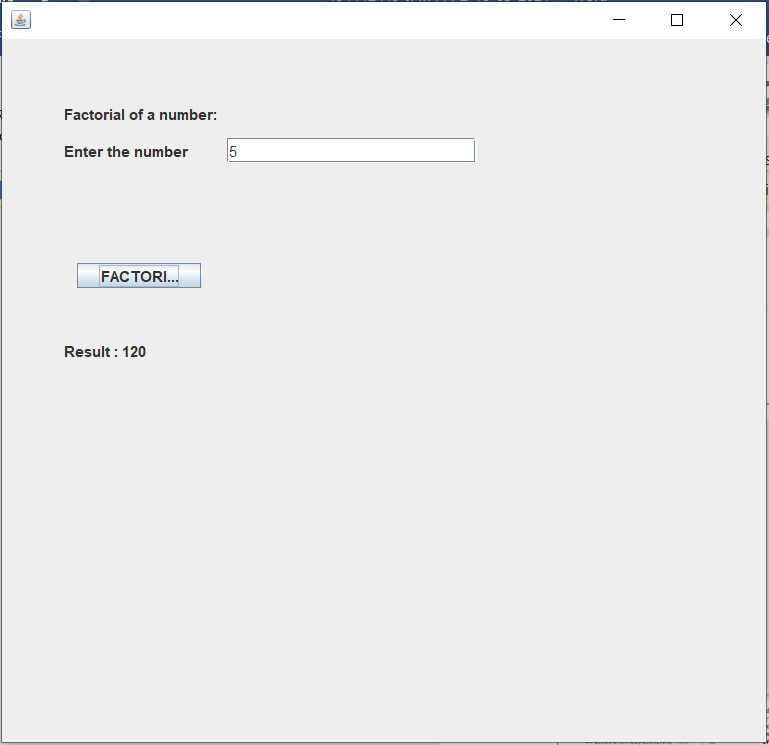 Factorial of a number:
Enter the number 5
FACTORI...
Result : 120